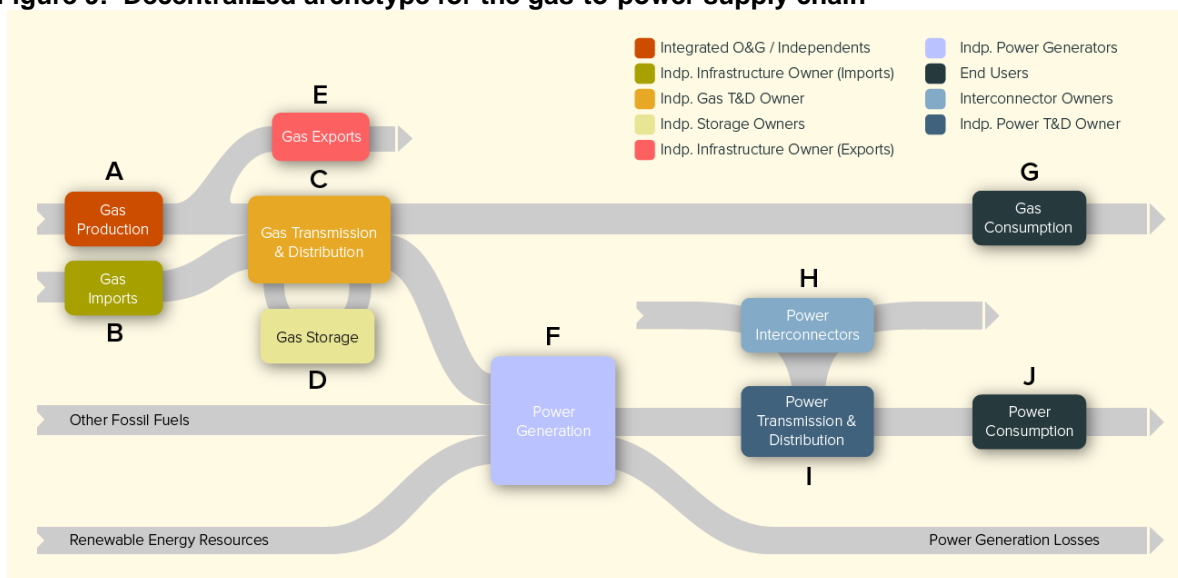 Figure 9: Decentralized archetype for the gas-to-power supply chain
Integrated O&G / Independents
Indp. Infrastructure Owner (Imports)
Indp. Gas T&D Owner
Indp. Storage Owners
Indp. Infrastructure Owner (Exports)
Indp. Power Generators
End Users
Interconnector Owners
Indp. Power T&D Owner
E
Gas Exports
A
Gas
Production
C
Gas Transmission
& Distribution
G
Gas
Consumption
Gas
Imports
B
Gas Storage
D
H
Power
Interconnectors
F
Power
Generation
J
Power
Consumption
Power
Transmission &
Distribution
I
Other Fossil Fuels
Renewable Energy Resources
Power Generation Losses